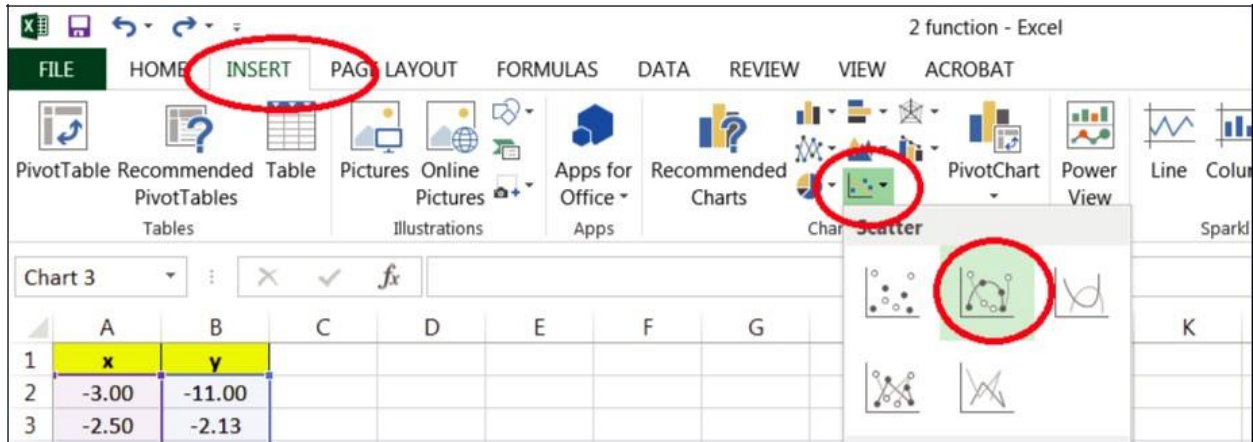 2 function - Excel
FILE HOME INSERT PAGE LAYOUT FORMULAS DATA REVIEW VIEW ACROBAT
PivotTable Recommended PivotTables Table
Pictures Online Pictures
Apps for Office
Recommended Charts
PivotChart
Power View
Line
Tables Illustrations Apps
Scatter
Chart 3 fx
A B C D E F G K
1 x y
2 -3.00 -11.00
3 -2.50 -2.13